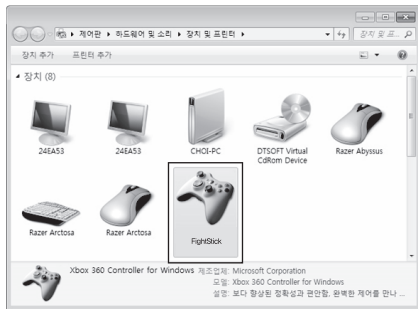 제어판 ▸ 하드웨어 및 소리 ▸ 장치 및 프린터 ▸ 장치 및 프...
장치 추가 프린터 추가
장치 (8)
24EA53 24EA53 CHOI-PC DTSOFT Virtual CdRom Device Razer Abyssus
Razer Arctosa Razer Arctosa FightStick
Xbox 360 Controller for Windows 제조업체: Microsoft Corporation
모델: Xbox 360 Controller for Windows
설명: 보다 향상된 정확성과 편안함, 완벽한 제어를 만나 ...